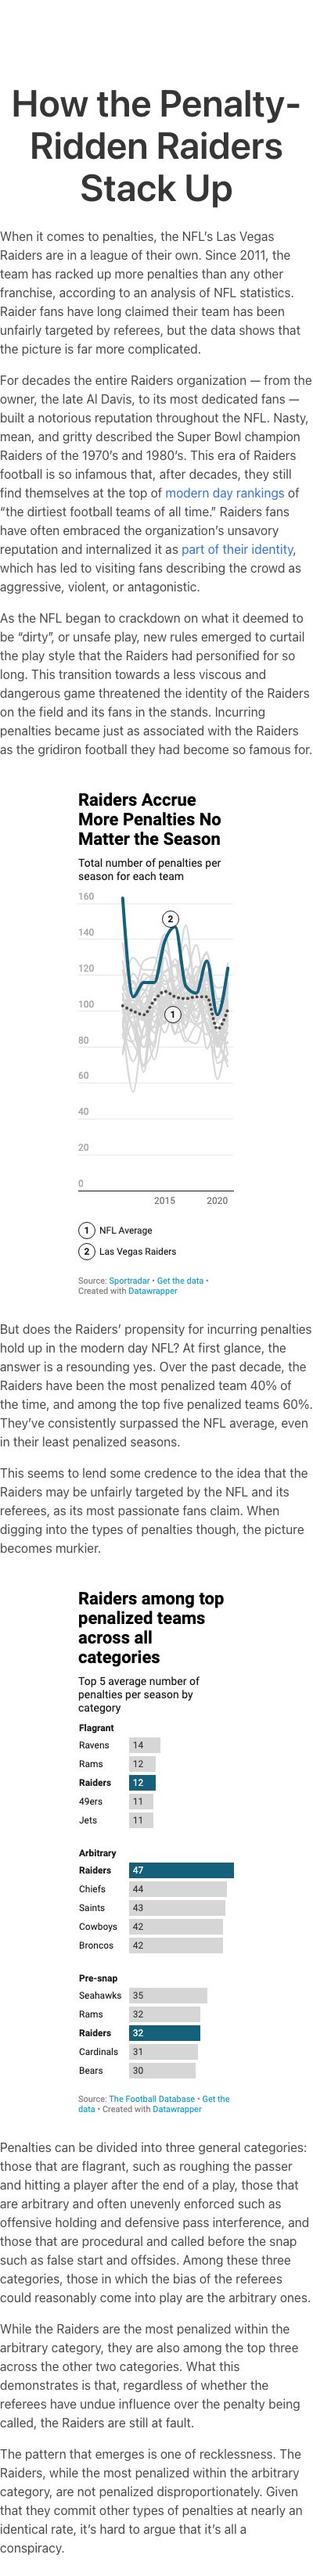 How the Penalty-
Ridden Raiders
Stack Up
When it comes to penalties, the NFL's Las Vegas
Raiders are in a league of their own. Since 2011, the
team has racked up more penalties than any other
franchise, according to an analysis of NFL statistics.
Raider fans have long claimed their team has been
unfairly targeted by referees, but the data shows that
the picture is far more complicated.
For decades the entire Raiders organization — from the
owner, the late Al Davis, to its most dedicated fans —
built a notorious reputation throughout the NFL. Nasty,
mean, and gritty described the Super Bowl champion
Raiders of the 1970's and 1980's. This era of Raiders
football is so infamous that, after decades, they still
find themselves at the top of modern day rankings of
“the dirtiest football teams of all time.” Raiders fans
have often embraced the organization's unsavory
reputation and internalized it as part of their identity,
which has led to visiting fans describing the crowd as
aggressive, violent, or antagonistic.
As the NFL began to crackdown on what it deemed to
be “dirty”, or unsafe play, new rules emerged to curtail
the play style that the Raiders had personified for so
long. This transition towards a less viscous and
dangerous game threatened the identity of the Raiders
on the field and its fans in the stands. Incurring
penalties became just as associated with the Raiders
as the gridiron football they had become so famous for.
Raiders Accrue
More Penalties No
Matter the Season
Total number of penalties per
season for each team
160
2
140
120
100
1
80
60
40
20
0
2015 2020
1 NFL Average
2 Las Vegas Raiders
Source: Sportradar • Get the data •
Created with Datawrapper
But does the Raiders' propensity for incurring penalties
hold up in the modern day NFL? At first glance, the
answer is a resounding yes. Over the past decade, the
Raiders have been the most penalized team 40% of
the time, and among the top five penalized teams 60%.
They've consistently surpassed the NFL average, even
in their least penalized seasons.
This seems to lend some credence to the idea that the
Raiders may be unfairly targeted by the NFL and its
referees, as its most passionate fans claim. When
digging into the types of penalties though, the picture
becomes murkier.
Raiders among top
penalized teams
across all
categories
Top 5 average number of
penalties per season by
category
Flagrant
Ravens 14
Rams 12
Raiders 12
49ers 11
Jets 11
Arbitrary
Raiders 47
Chiefs 44
Saints 43
Cowboys 42
Broncos 42
Pre-snap
Seahawks 35
Rams 32
Raiders 32
Cardinals 31
Bears 30
Source: The Football Database • Get the
data • Created with Datawrapper
Penalties can be divided into three general categories:
those that are flagrant, such as roughing the passer
and hitting a player after the end of a play, those that
are arbitrary and often unevenly enforced such as
offensive holding and defensive pass interference, and
those that are procedural and called before the snap
such as false start and offsides. Among these three
categories, those in which the bias of the referees
could reasonably come into play are the arbitrary ones.
While the Raiders are the most penalized within the
arbitrary category, they are also among the top three
across the other two categories. What this
demonstrates is that, regardless of whether the
referees have undue influence over the penalty being
called, the Raiders are still at fault.
The pattern that emerges is one of recklessness. The
Raiders, while the most penalized within the arbitrary
category, are not penalized disproportionately. Given
that they commit other types of penalties at nearly an
identical rate, it's hard to argue that it's all a
conspiracy.